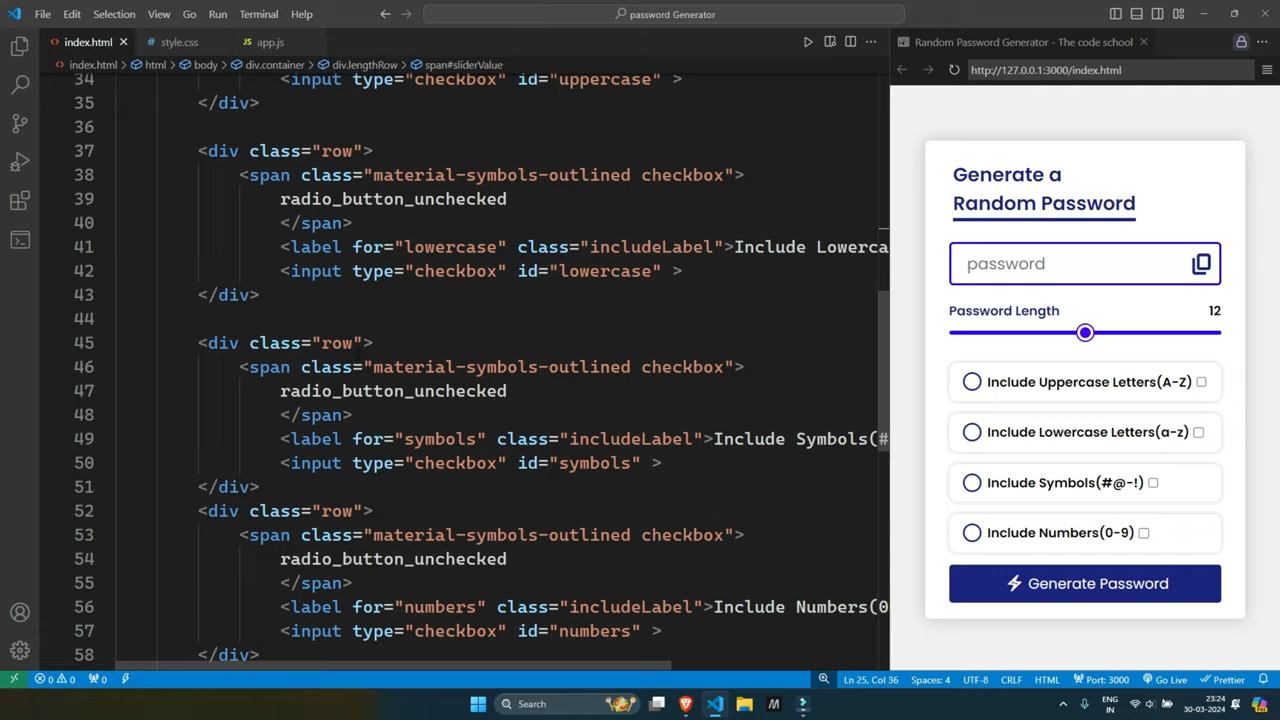 File Edit Selection View Go Run Terminal Help
password Generator
index.html
style.css
app.js
index.html > html > body > div.container > div.lengthRow > span#sliderValue
34 <input type="checkbox" id="uppercase" >
35 </div>
36
37 <div class="row">
38 <span class="material-symbols-outlined checkbox">
39 radio_button_unchecked
40 </span>
41 <label for="lowercase" class="includeLabel">Include Lowerca
42 <input type="checkbox" id="lowercase" >
43 </div>
44
45 <div class="row">
46 <span class="material-symbols-outlined checkbox">
47 radio_button_unchecked
48 </span>
49 <label for="symbols" class="includeLabel">Include Symbols(#
50 <input type="checkbox" id="symbols" >
51 </div>
52 <div class="row">
53 <span class="material-symbols-outlined checkbox">
54 radio_button_unchecked
55 </span>
56 <label for="numbers" class="includeLabel">Include Numbers(0
57 <input type="checkbox" id="numbers" >
58 </div>
Random Password Generator - The code school
http://127.0.0.1:3000/index.html
Generate a
Random Password
password
Password Length 12
Include Uppercase Letters(A-Z)
Include Lowercase Letters(a-z)
Include Symbols(#@-!)
Include Numbers(0-9)
Generate Password
0 0 0 Ln 25, Col 36 Spaces: 4 UTF-8 CRLF HTML Port: 3000 Go Live Prettier
Search
ENG
IN
23:24
30-03-2024